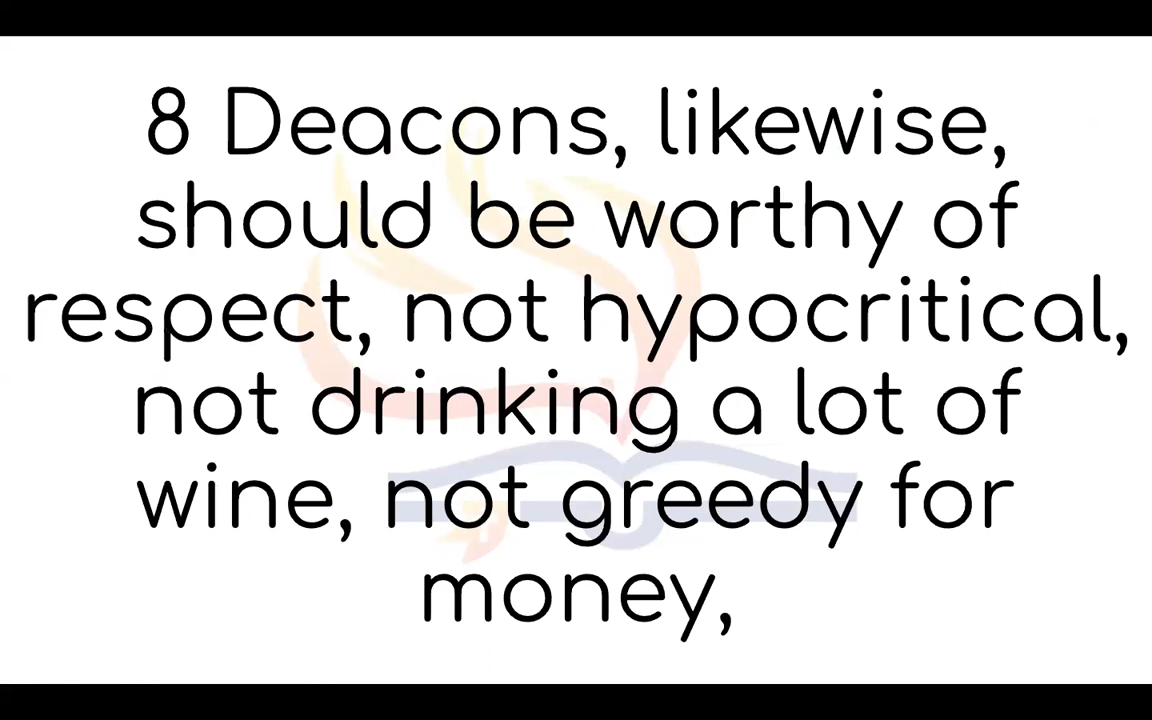 8 Deacons, likewise,
should be worthy of
respect, not hypocritical,
not drinking a lot of
wine, not greedy for
money,